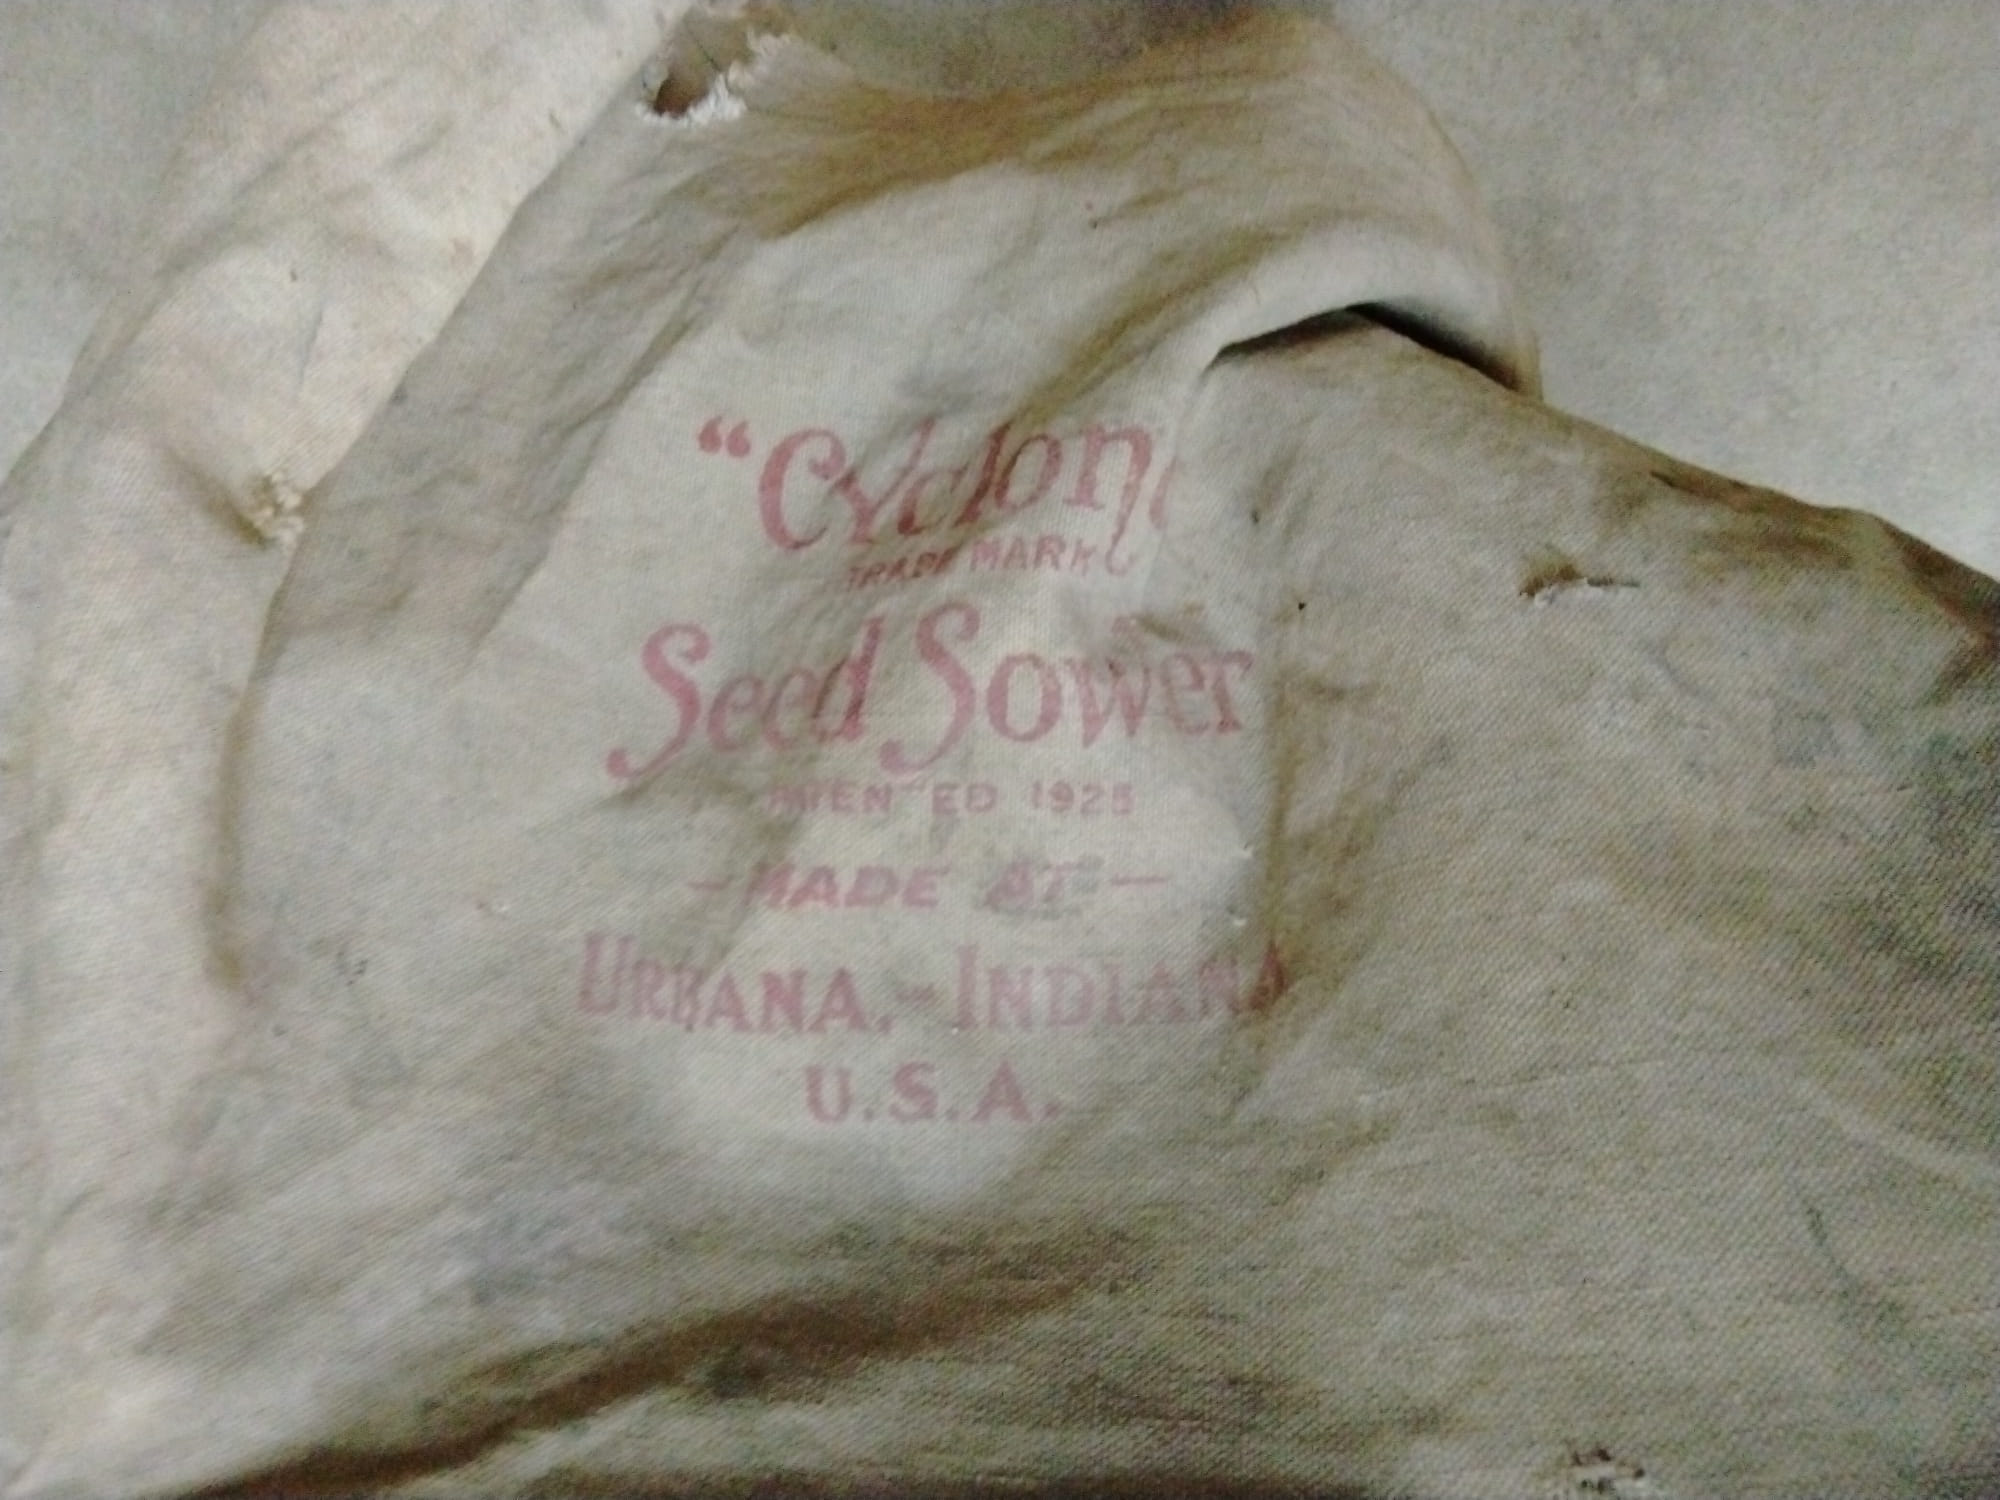 "Cyclone
TRADE MARK
Seed Sower
PATENTED 1925
- MADE AT -
URBANA, - INDIANA
U.S.A.